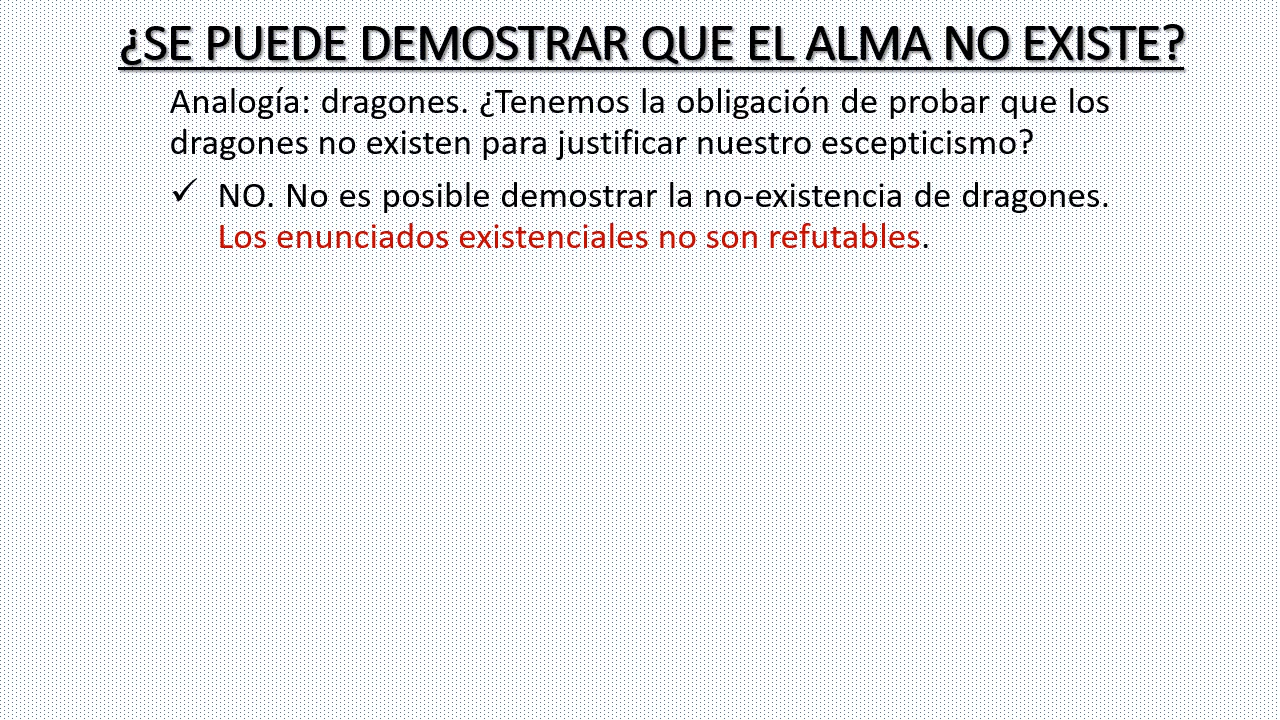 ¿SE PUEDE DEMOSTRAR QUE EL ALMA NO EXISTE?
Analogía: dragones. ¿Tenemos la obligación de probar que los
dragones no existen para justificar nuestro escepticismo?
✓ NO. No es posible demostrar la no-existencia de dragones.
Los enunciados existenciales no son refutables.